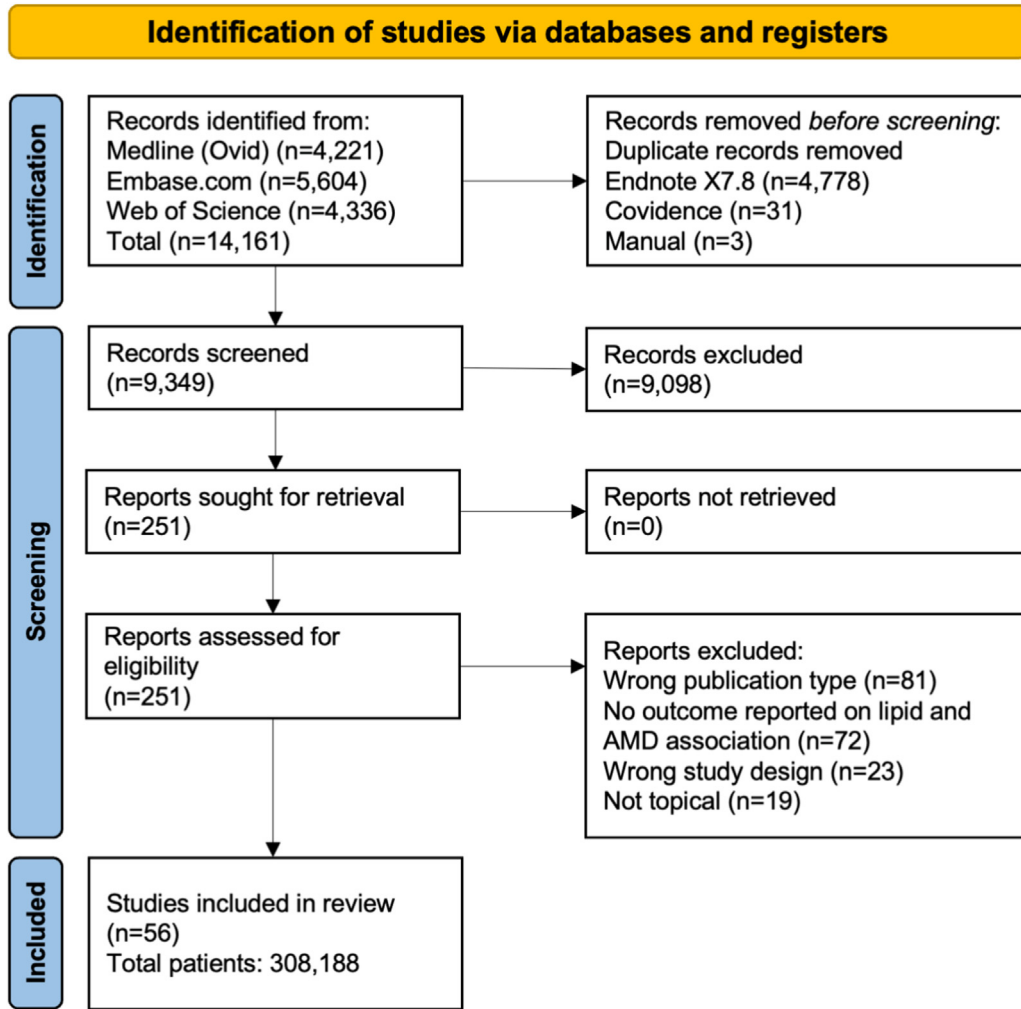 Identification of studies via databases and registers
Identification
Records identified from:
Medline (Ovid) (n=4,221)
Embase.com (n=5,604)
Web of Science (n=4,336)
Total (n=14,161)
Records removed before screening:
Duplicate records removed
Endnote X7.8 (n=4,778)
Covidence (n=31)
Manual (n=3)
Screening
Records screened
(n=9,349)
Records excluded
(n=9,098)
Reports sought for retrieval
(n=251)
Reports not retrieved
(n=0)
Reports assessed for
eligibility
(n=251)
Reports excluded:
Wrong publication type (n=81)
No outcome reported on lipid and
AMD association (n=72)
Wrong study design (n=23)
Not topical (n=19)
Included
Studies included in review
(n=56)
Total patients: 308,188